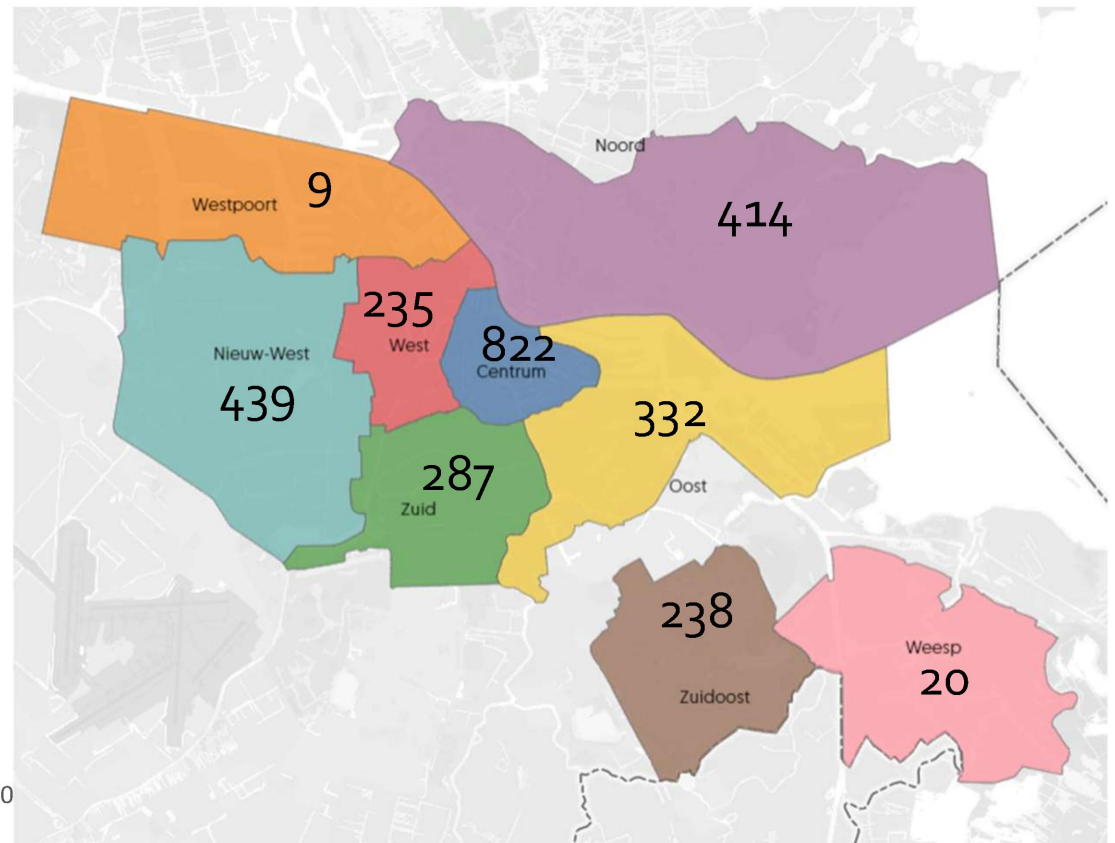 Noord
9
Westpoort
414
235
West
822
Centrum
Nieuw-West
439
332
287
Zuid
Oost
238
Zuidoost
Weesp
20
0